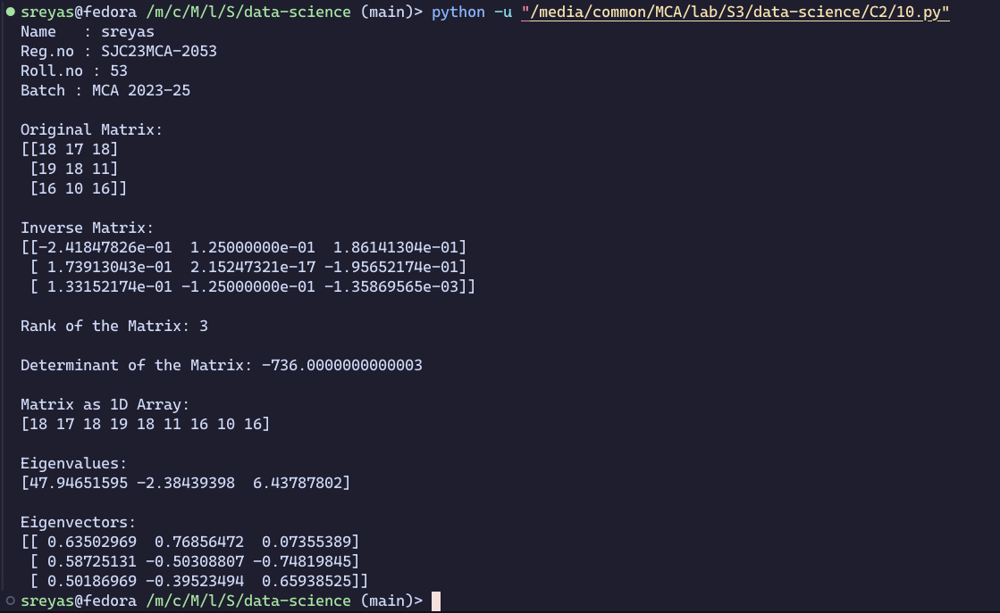 sreyas@fedora /m/c/M/l/S/data-science (main)> python -u "/media/common/MCA/lab/S3/data-science/C2/10.py"
Name   : sreyas
Reg.no : SJC23MCA-2053
Roll.no : 53
Batch : MCA 2023-25
Original Matrix:
[[18 17 18]
 [19 18 11]
 [16 10 16]]
Inverse Matrix:
[[-2.41847826e-01  1.25000000e-01  1.86141304e-01]
 [ 1.73913043e-01  2.15247321e-17 -1.95652174e-01]
 [ 1.33152174e-01 -1.25000000e-01 -1.35869565e-03]]
Rank of the Matrix: 3
Determinant of the Matrix: -736.0000000000003
Matrix as 1D Array:
[18 17 18 19 18 11 16 10 16]
Eigenvalues:
[47.94651595 -2.38439398  6.43787802]
Eigenvectors:
[[ 0.63502969  0.76856472  0.07355389]
 [ 0.58725131 -0.50308807 -0.74819845]
 [ 0.50186969 -0.39523494  0.65938525]]
sreyas@fedora /m/c/M/l/S/data-science (main)>